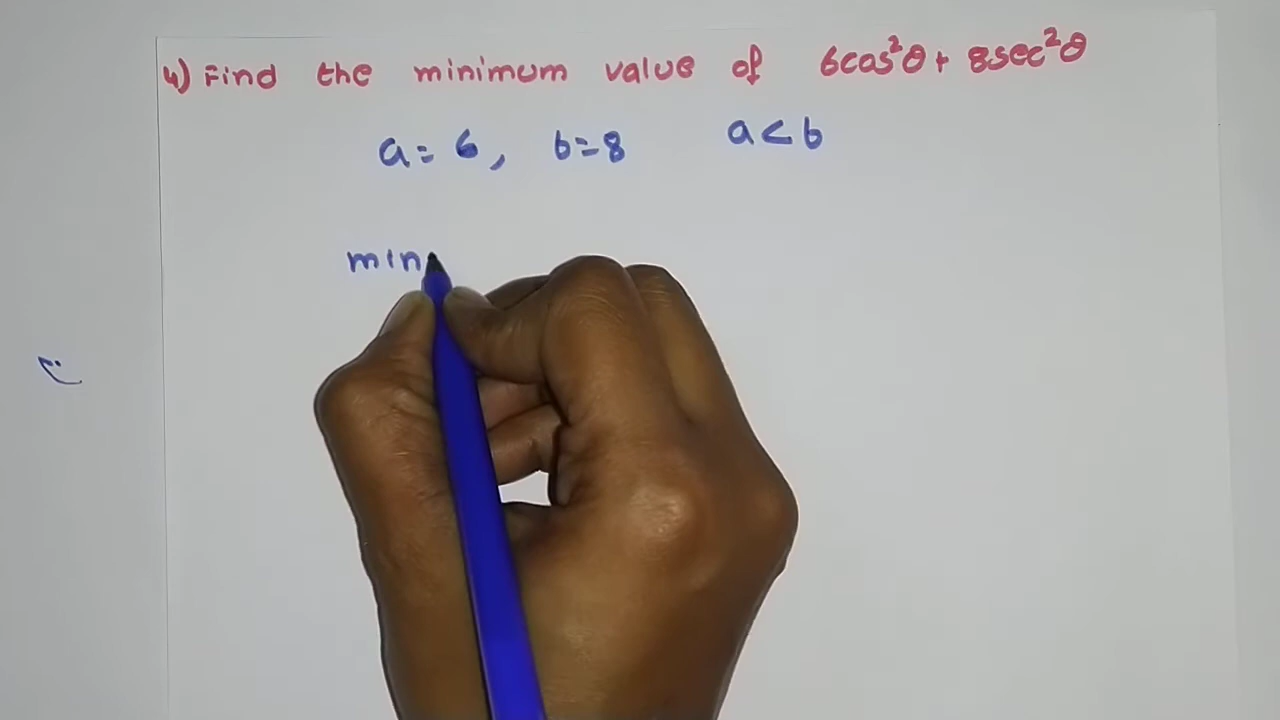 4) Find the minimum value of 6cos²θ + 8sec²θ
a = 6, b = 8 a < b
min